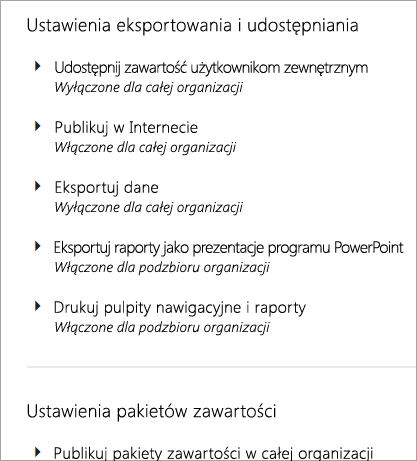 Ustawienia eksportowania i udostępniania
Udostępnij zawartość użytkownikom zewnętrznym
Wyłączone dla całej organizacji
Publikuj w Internecie
Włączone dla całej organizacji
Eksportuj dane
Wyłączone dla całej organizacji
Eksportuj raporty jako prezentacje programu PowerPoint
Włączone dla podzbioru organizacji
Drukuj pulpity nawigacyjne i raporty
Włączone dla podzbioru organizacji
Ustawienia pakietów zawartości
Publikuj pakiety zawartości w całej organizacji